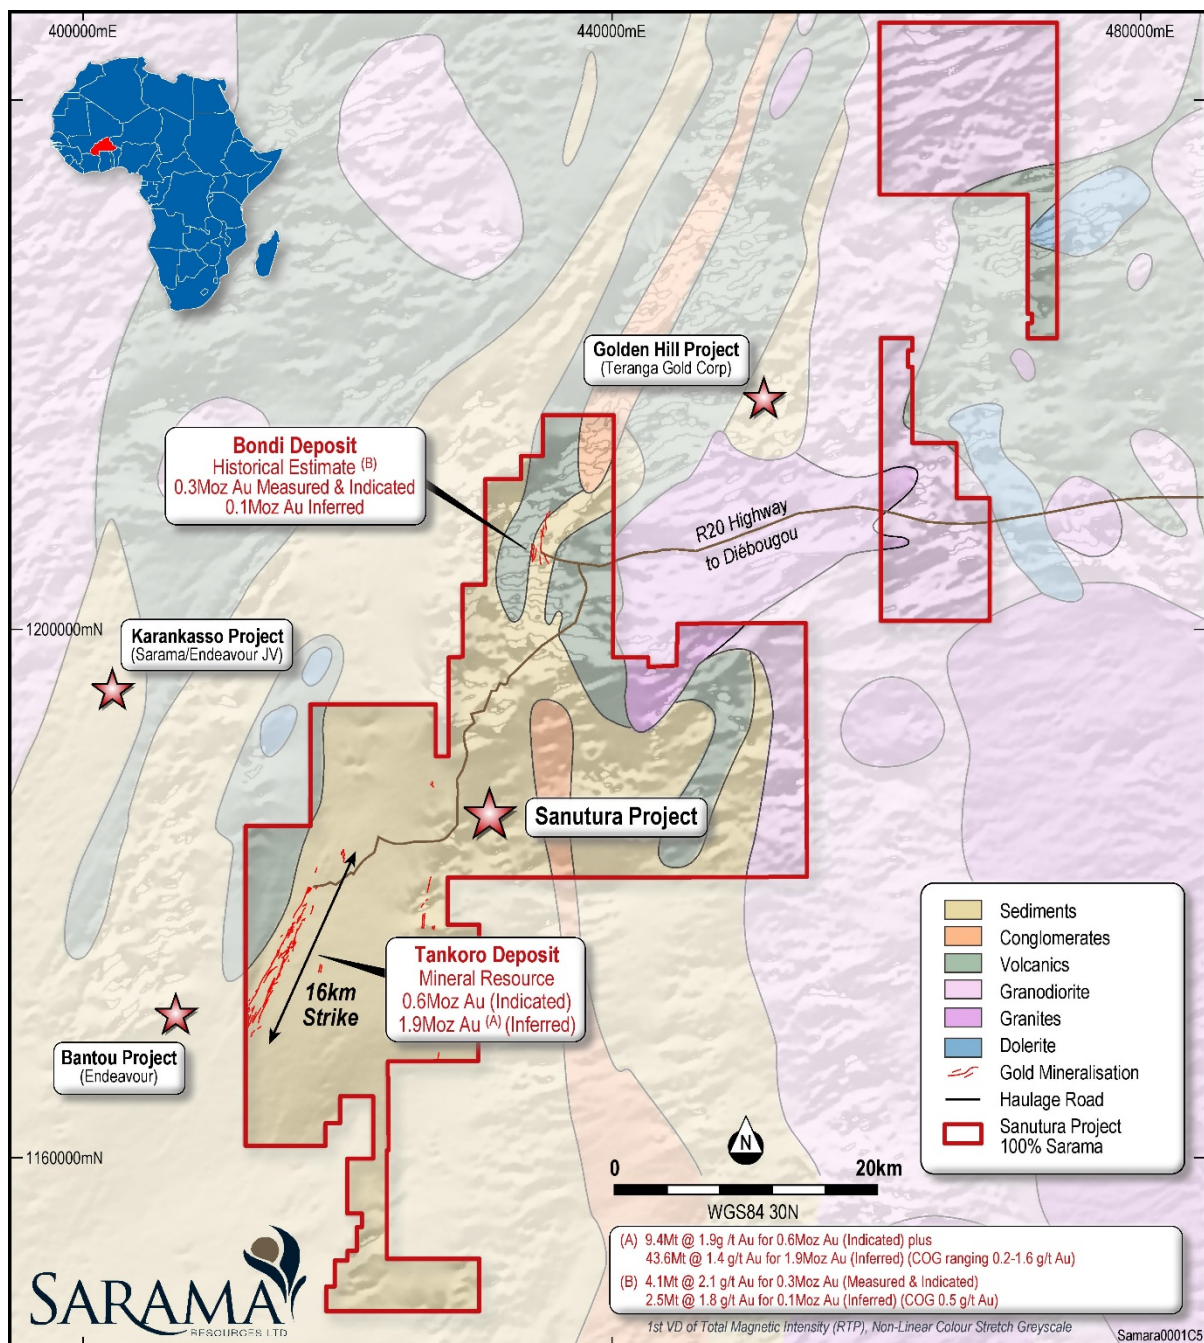 400000mE
440000mE
480000mE
Golden Hill Project
(Teranga Gold Corp)
Bondi Deposit
Historical Estimate (B)
0.3Moz Au Measured & Indicated
0.1Moz Au Inferred
R20 Highway
to Diébougou
1200000mN
Karankasso Project
(Sarama/Endeavour JV)
Sanutura Project
16km
Strike
Tankoro Deposit
Mineral Resource
0.6Moz Au (Indicated)
1.9Moz Au (A) (Inferred)
Bantou Project
(Endeavour)
Sediments
Conglomerates
Volcanics
Granodiorite
Granites
Dolerite
Gold Mineralisation
Haulage Road
Sanutura Project
100% Sarama
1160000mN
N
0 20km
WGS84 30N
(A) 9.4Mt @ 1.9g /t Au for 0.6Moz Au (Indicated) plus
43.6Mt @ 1.4 g/t Au for 1.9Moz Au (Inferred) (COG ranging 0.2-1.6 g/t Au)
(B) 4.1Mt @ 2.1 g/t Au for 0.3Moz Au (Measured & Indicated)
2.5Mt @ 1.8 g/t Au for 0.1Moz Au (Inferred) (COG 0.5 g/t Au)
1st VD of Total Magnetic Intensity (RTP), Non-Linear Colour Stretch Greyscale
SARAMA
RESOURCES LTD
Samara0001C5